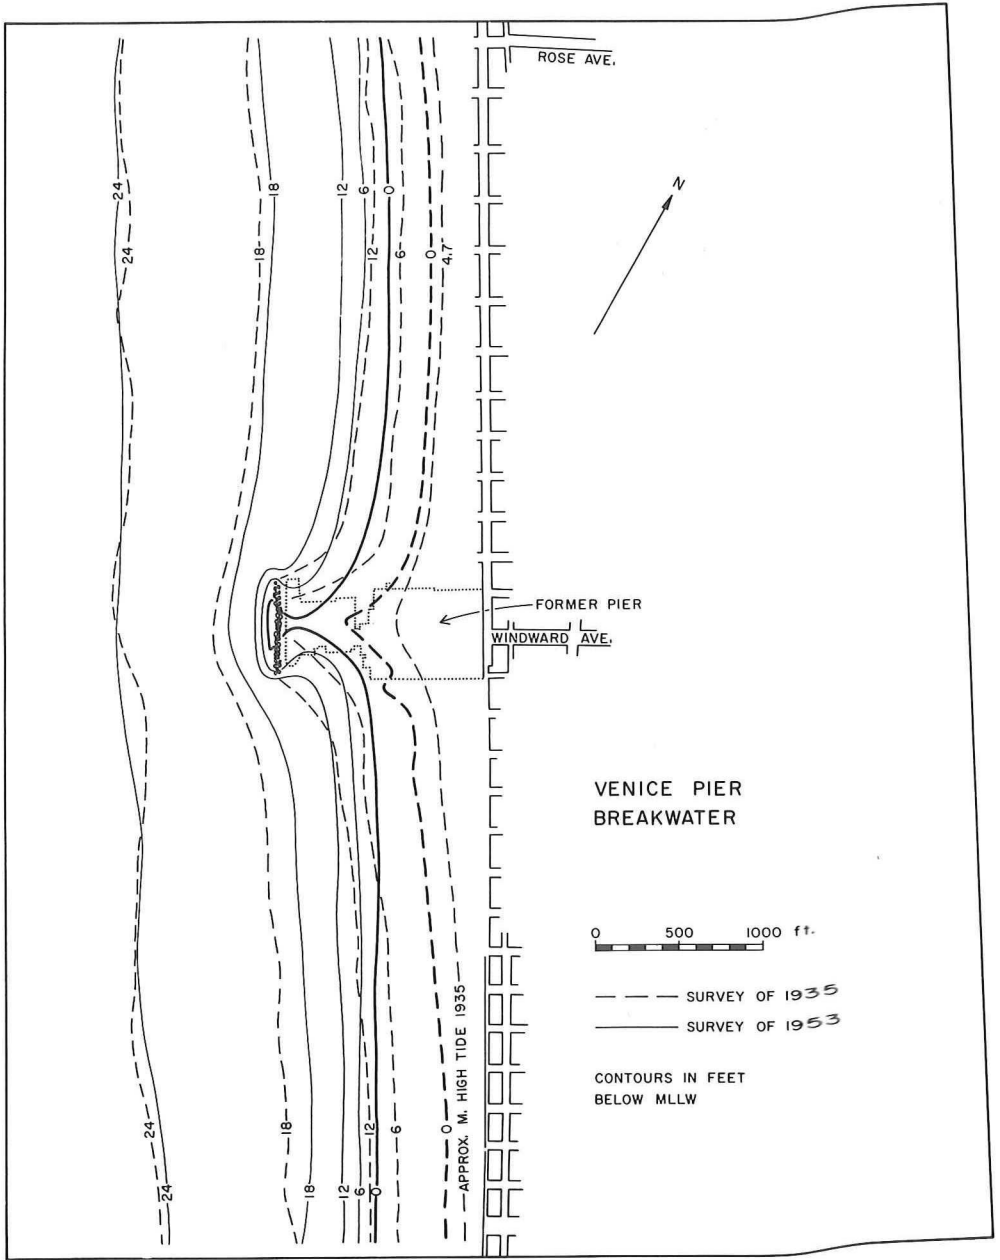 ROSE AVE.
N
24
18
12
6
0
24
18
12
6
0
4.7
FORMER PIER
WINDWARD AVE.
VENICE PIER
BREAKWATER
0 500 1000 ft.
SURVEY OF 1935
SURVEY OF 1953
CONTOURS IN FEET
BELOW MLLW
APPROX. M. HIGH TIDE 1935
24
18
12
6
0
24
18
12
6
0